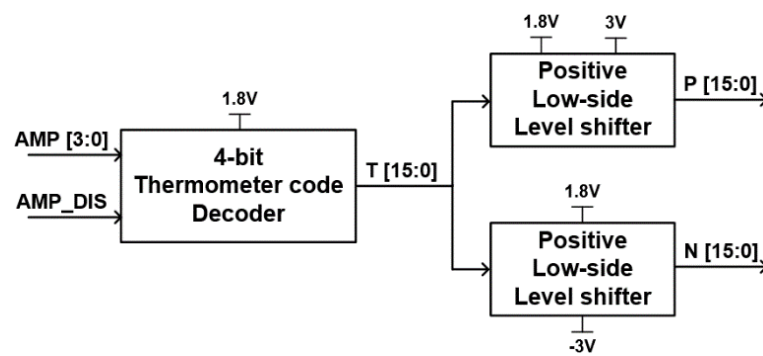 1.8V 3V
Positive
Low-side
Level shifter
P [15:0]
1.8V
AMP [3:0]
AMP_DIS
4-bit
Thermometer code
Decoder
T [15:0]
1.8V
Positive
Low-side
Level shifter
N [15:0]
-3V